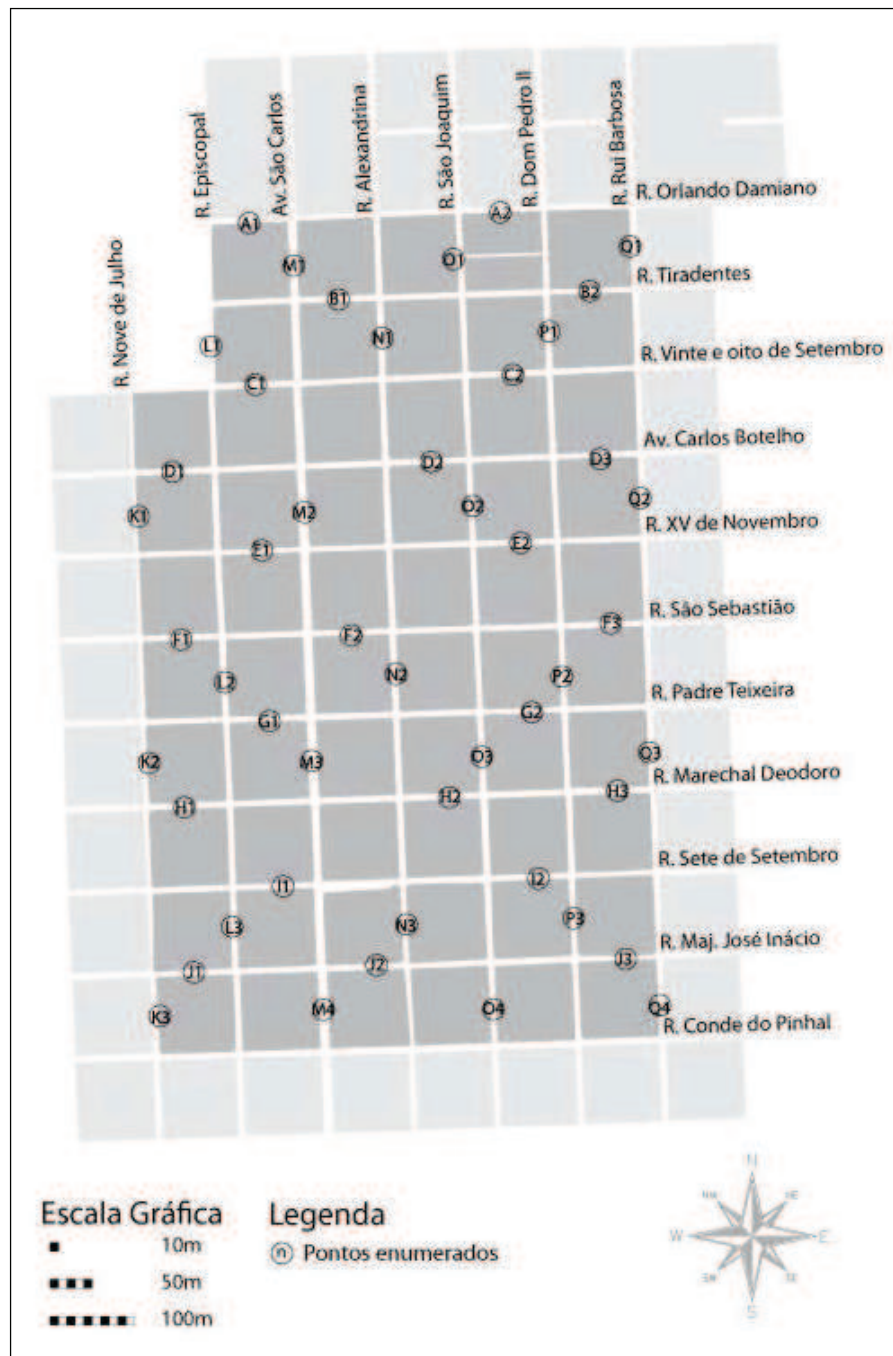 R. Episcopal
Av. São Carlos
R. Alexandrina
R. São Joaquim
R. Dom Pedro II
R. Rui Barbosa
R. Orlando Damiano
A1
A2
M1
O1
Q1
R. Tiradentes
R. Nove de Julho
B1
B2
L1
N1
P1
R. Vinte e oito de Setembro
C1
C2
Av. Carlos Botelho
D1
D2
D3
K1
M2
O2
Q2
R. XV de Novembro
E1
E2
R. São Sebastião
F1
F2
F3
L2
N2
P2
R. Padre Teixeira
G1
G2
K2
M3
O3
Q3
R. Marechal Deodoro
H1
H2
H3
R. Sete de Setembro
I1
I2
L3
N3
P3
R. Maj. José Inácio
J1
J2
J3
K3
M4
O4
Q4
R. Conde do Pinhal
Escala Gráfica
10m
50m
100m
Legenda
n Pontos enumerados
N
NW
NE
W
E
SW
SE
S